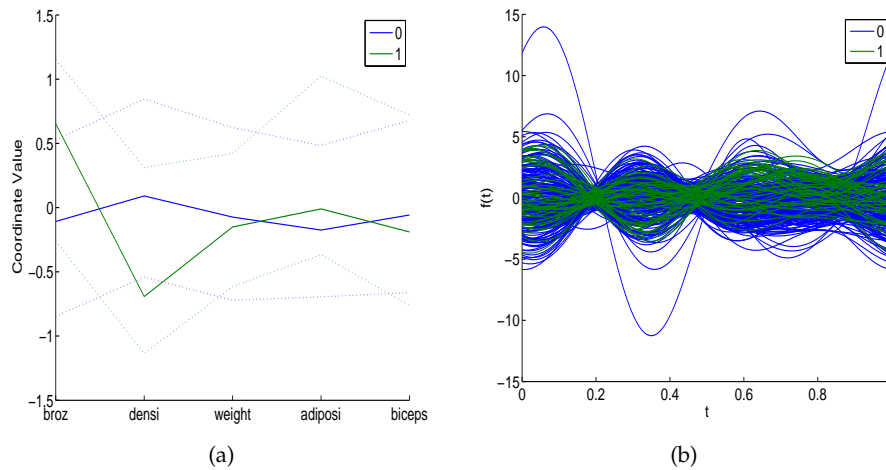 1.5
1
0.5
0
−0.5
−1
−1.5
Coordinate Value
broz densi weight adiposi biceps
0
1
(a)
15
10
5
0
−5
−10
−15
f(t)
0 0.2 0.4 0.6 0.8
t
0
1
(b)